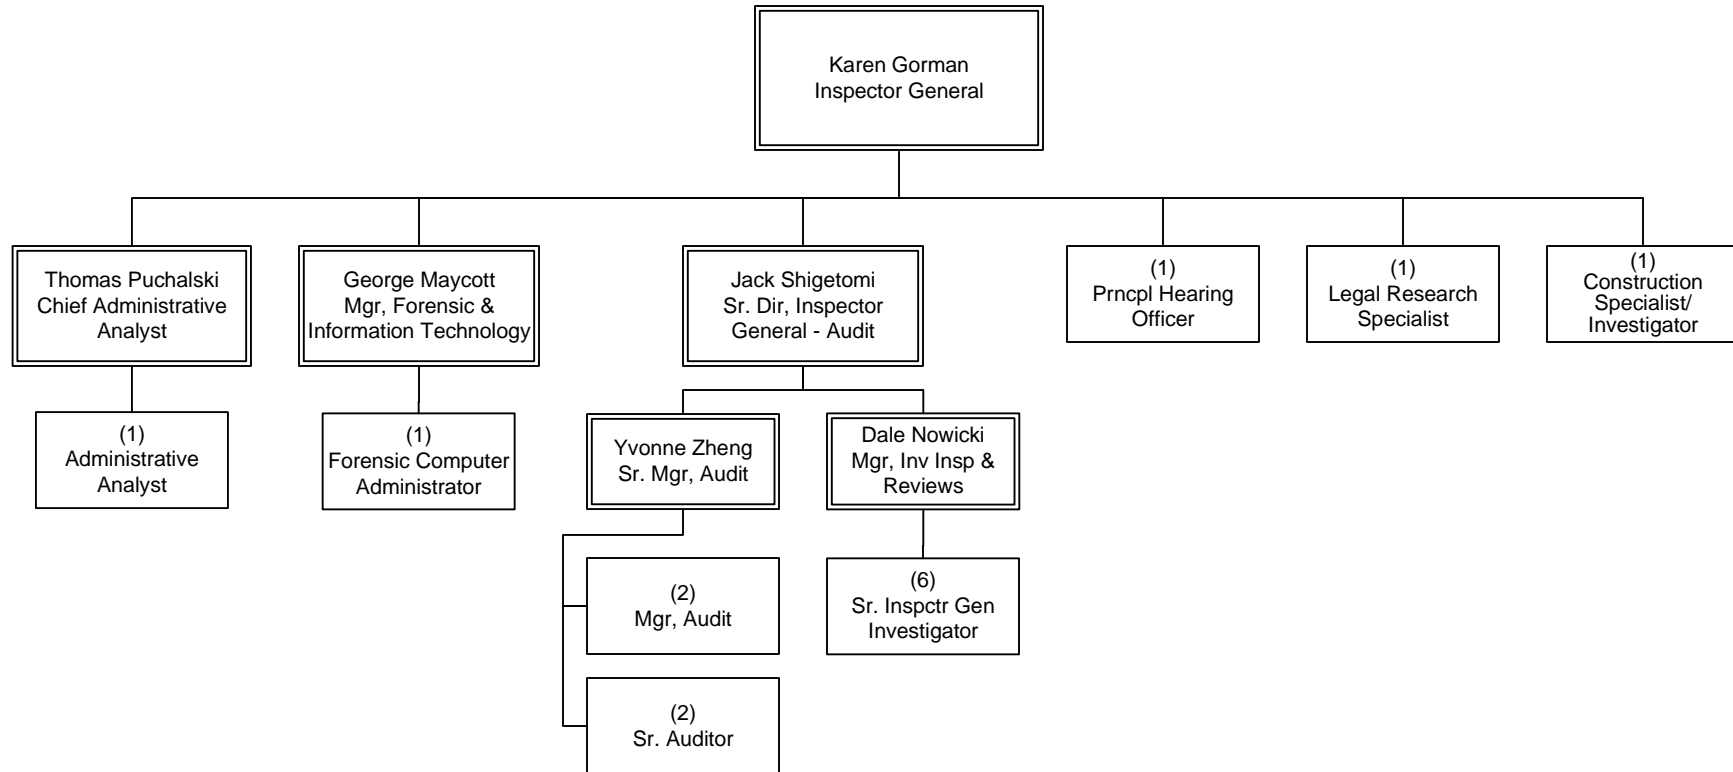 Karen Gorman
Inspector General
Thomas Puchalski
Chief Administrative
Analyst
George Maycott
Mgr, Forensic &
Information Technology
Jack Shigetomi
Sr. Dir, Inspector
General - Audit
(1)
Prncpl Hearing
Officer
(1)
Legal Research
Specialist
(1)
Construction
Specialist/
Investigator
(1)
Administrative
Analyst
(1)
Forensic Computer
Administrator
Yvonne Zheng
Sr. Mgr, Audit
Dale Nowicki
Mgr, Inv Insp &
Reviews
(2)
Mgr, Audit
(6)
Sr. Inspctr Gen
Investigator
(2)
Sr. Auditor